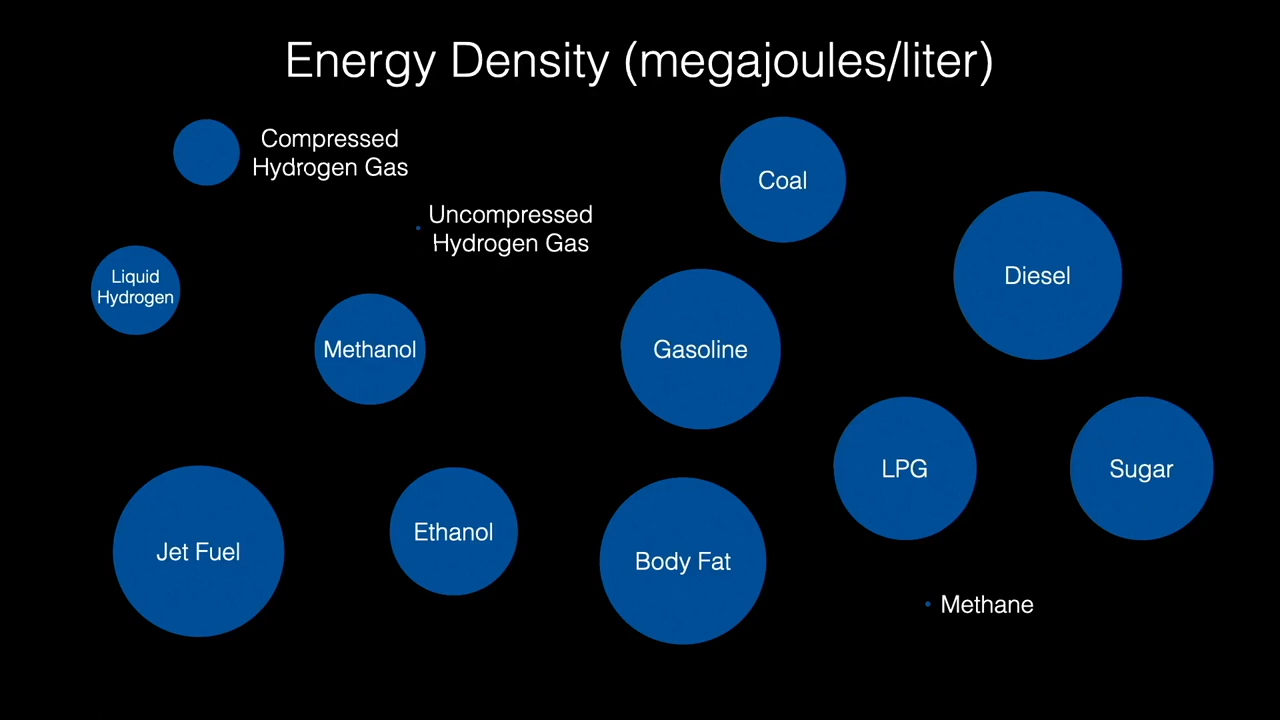 Energy Density (megajoules/liter)
Compressed
Hydrogen Gas
Coal
Uncompressed
Hydrogen Gas
Diesel
Liquid
Hydrogen
Methanol
Gasoline
LPG
Sugar
Jet Fuel
Ethanol
Body Fat
Methane